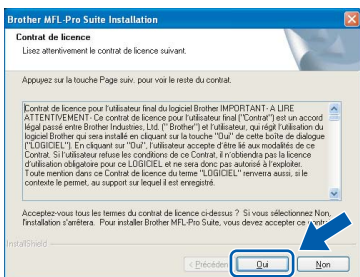 Brother MFL-Pro Suite Installation
Contrat de licence
Lisez attentivement le contrat de licence suivant.
Appuyez sur la touche Page suiv. pour voir le reste du contrat.
Contrat de licence pour l'utilisateur final du logiciel Brother IMPORTANT- A LIRE
ATTENTIVEMENT- Ce Contrat de licence pour l'utilisateur final ("Contrat") est un accord
légal passé entre Brother Industries, Ltd. (" Brother") et l'utilisateur, qui régit l'utilisation du
logiciel Brother qui sera installé en cliquant sur la touche "Oui" de cette boîte de dialogue
("LOGICIEL"). En cliquant sur "Oui", l'utilisateur accepte d'être lié aux modalités de ce
Contrat. Si l'utilisateur refuse les conditions de ce Contrat, il n'obtiendra pas la licence
d'utilisation obligatoire pour ce LOGICIEL et ne sera donc pas autorisé à l'exploiter.
Toute mention dans ce Contrat de licence du terme "LOGICIEL" renverra aussi, si le
contexte le permet, au support sur lequel il est enregistré.
Acceptez-vous tous les termes du contrat de licence ci-dessus ? Si vous sélectionnez Non,
l'installation s'arrêtera. Pour installer Brother MFL-Pro Suite, vous devez accepter ce
InstallShield
< Précéden
Oui
Non